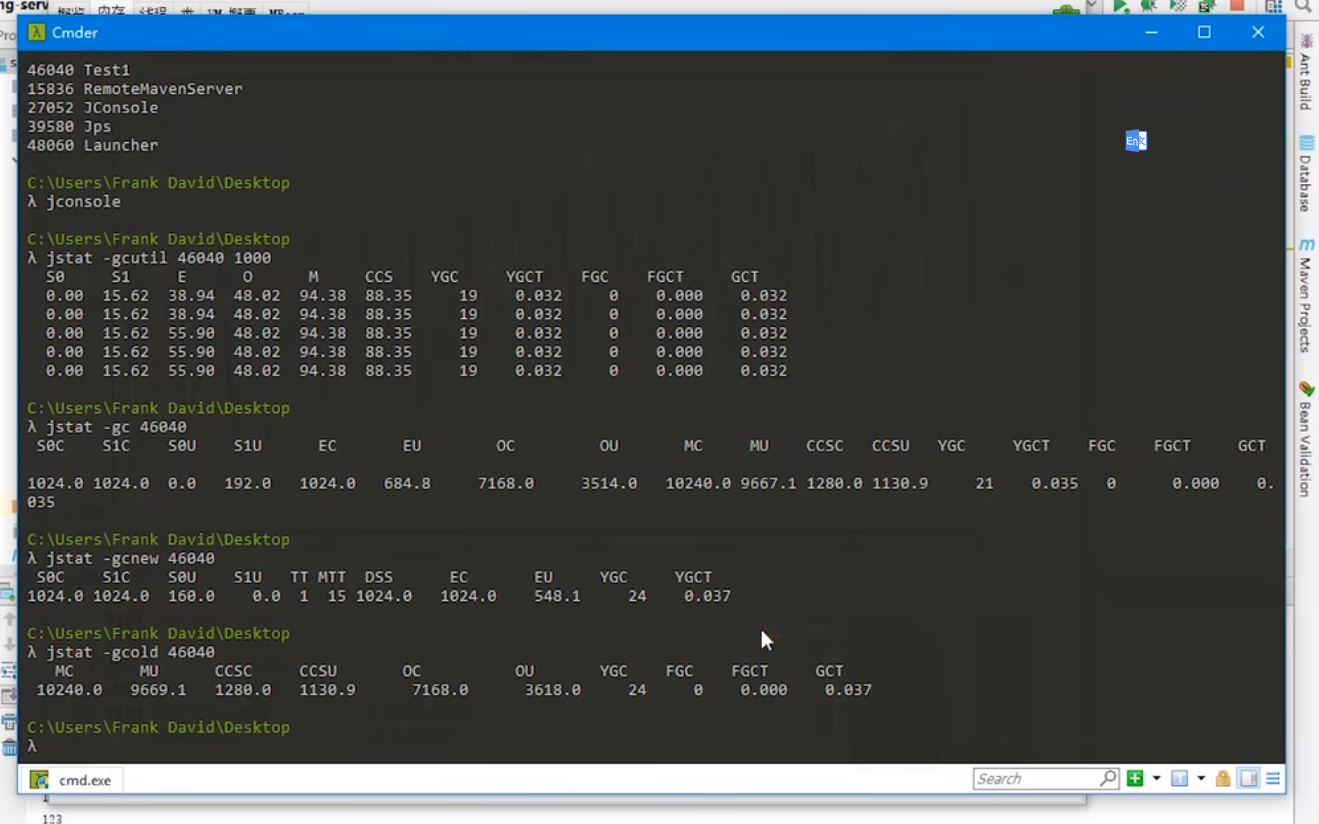 ng-serv
概览 内存 线程 类 VM 概要 MBean
Cmder
46040 Test1
15836 RemoteMavenServer
27052 JConsole
39580 Jps
48060 Launcher
C:\Users\Frank David\Desktop
λ jconsole
C:\Users\Frank David\Desktop
λ jstat -gcutil 46040 1000
S0 S1 E O M CCS YGC YGCT FGC FGCT GCT
0.00 15.62 38.94 48.02 94.38 88.35 19 0.032 0 0.000 0.032
0.00 15.62 38.94 48.02 94.38 88.35 19 0.032 0 0.000 0.032
0.00 15.62 55.90 48.02 94.38 88.35 19 0.032 0 0.000 0.032
0.00 15.62 55.90 48.02 94.38 88.35 19 0.032 0 0.000 0.032
0.00 15.62 55.90 48.02 94.38 88.35 19 0.032 0 0.000 0.032
C:\Users\Frank David\Desktop
λ jstat -gc 46040
S0C S1C S0U S1U EC EU OC OU MC MU CCSC CCSU YGC YGCT FGC FGCT GCT
1024.0 1024.0 0.0 192.0 1024.0 684.8 7168.0 3514.0 10240.0 9667.1 1280.0 1130.9 21 0.035 0 0.000 0.
035
C:\Users\Frank David\Desktop
λ jstat -gcnew 46040
S0C S1C S0U S1U TT MTT DSS EC EU YGC YGCT
1024.0 1024.0 160.0 0.0 1 15 1024.0 1024.0 548.1 24 0.037
C:\Users\Frank David\Desktop
λ jstat -gcold 46040
MC MU CCSC CCSU OC OU YGC FGC FGCT GCT
10240.0 9669.1 1280.0 1130.9 7168.0 3618.0 24 0 0.000 0.037
C:\Users\Frank David\Desktop
λ
cmd.exe
Search
123
Ant Build
Database
Maven Projects
Bean Validation